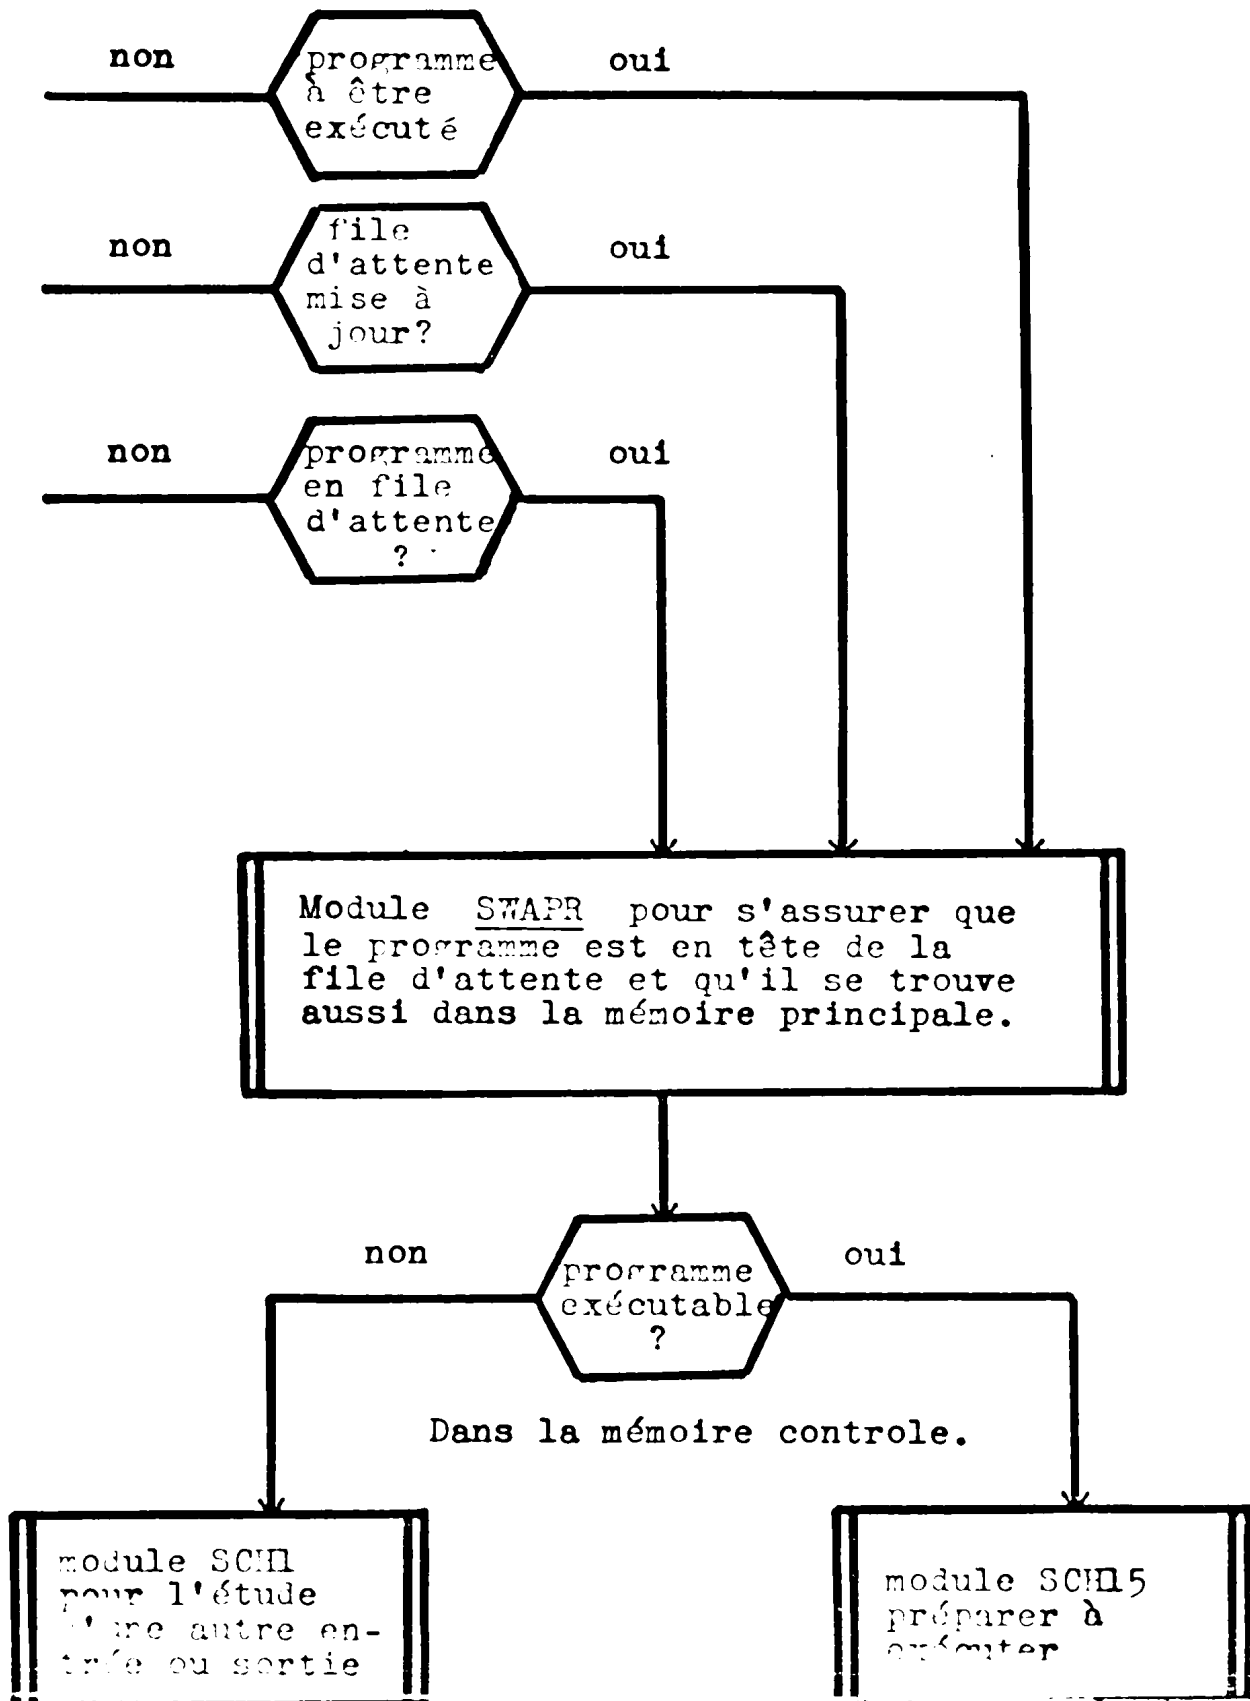 non
programme
à être
exécuté
oui
non
file
d'attente
mise à
jour?
oui
non
programme
en file
d'attente
?
oui
Module SWAPR pour s'assurer que
le programme est en tête de la
file d'attente et qu'il se trouve
aussi dans la mémoire principale.
non
programme
exécutable
?
oui
Dans la mémoire controle.
module SCH1
pour l'étude
d'une autre en-
trée ou sortie
module SCH15
préparer à
exécuter